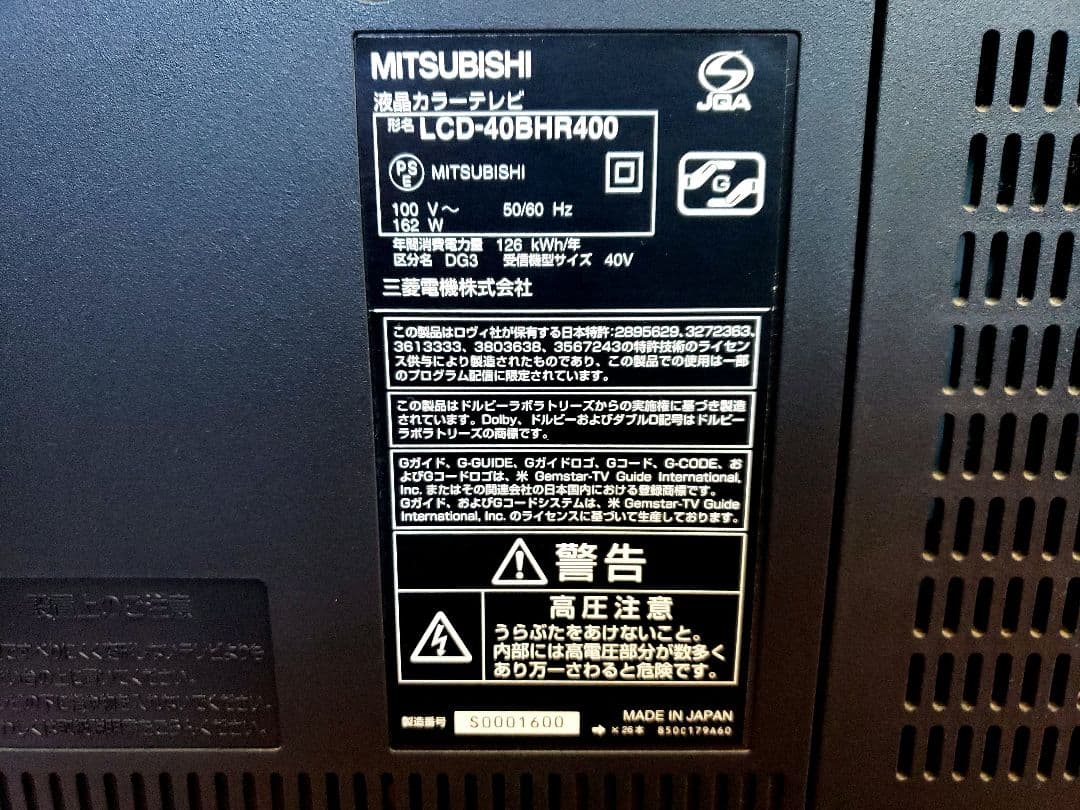 MITSUBISHI
JQA
液晶カラーテレビ
形名 LCD-40BHR400
PS
E
MITSUBISHI
G
100 V～ 50/60 Hz
162 W
年間消費電力量 126 kWh/年
区分名 DG3 受信機型サイズ 40V
三菱電機株式会社
この製品はロヴィ社が保有する日本特許:2895629、3272363、
3613333、3803638、3567243の特許技術のライセン
ス供与により製造されたものであり、この製品での使用は一部
のプログラム配信に限定されています。
この製品はドルビーラボラトリーズからの実施権に基づき製造
されています。Dolby、ドルビーおよびダブルD記号はドルビー
ラボラトリーズの商標です。
Gガイド、G-GUIDE、Gガイドロゴ、Gコード、G-CODE、お
よびGコードロゴは、米 Gemstar-TV Guide International,
Inc. またはその関連会社の日本国内における登録商標です。
Gガイド、およびGコードシステムは、米 Gemstar-TV Guide
International, Inc. のライセンスに基づいて生産しております。
警告
高圧注意
うらぶたをあけないこと。
内部には高電圧部分が数多く
あり万一さわると危険です。
製造番号 S0001600
MADE IN JAPAN
➡ ×26本 850C179A60
設置上のご注意